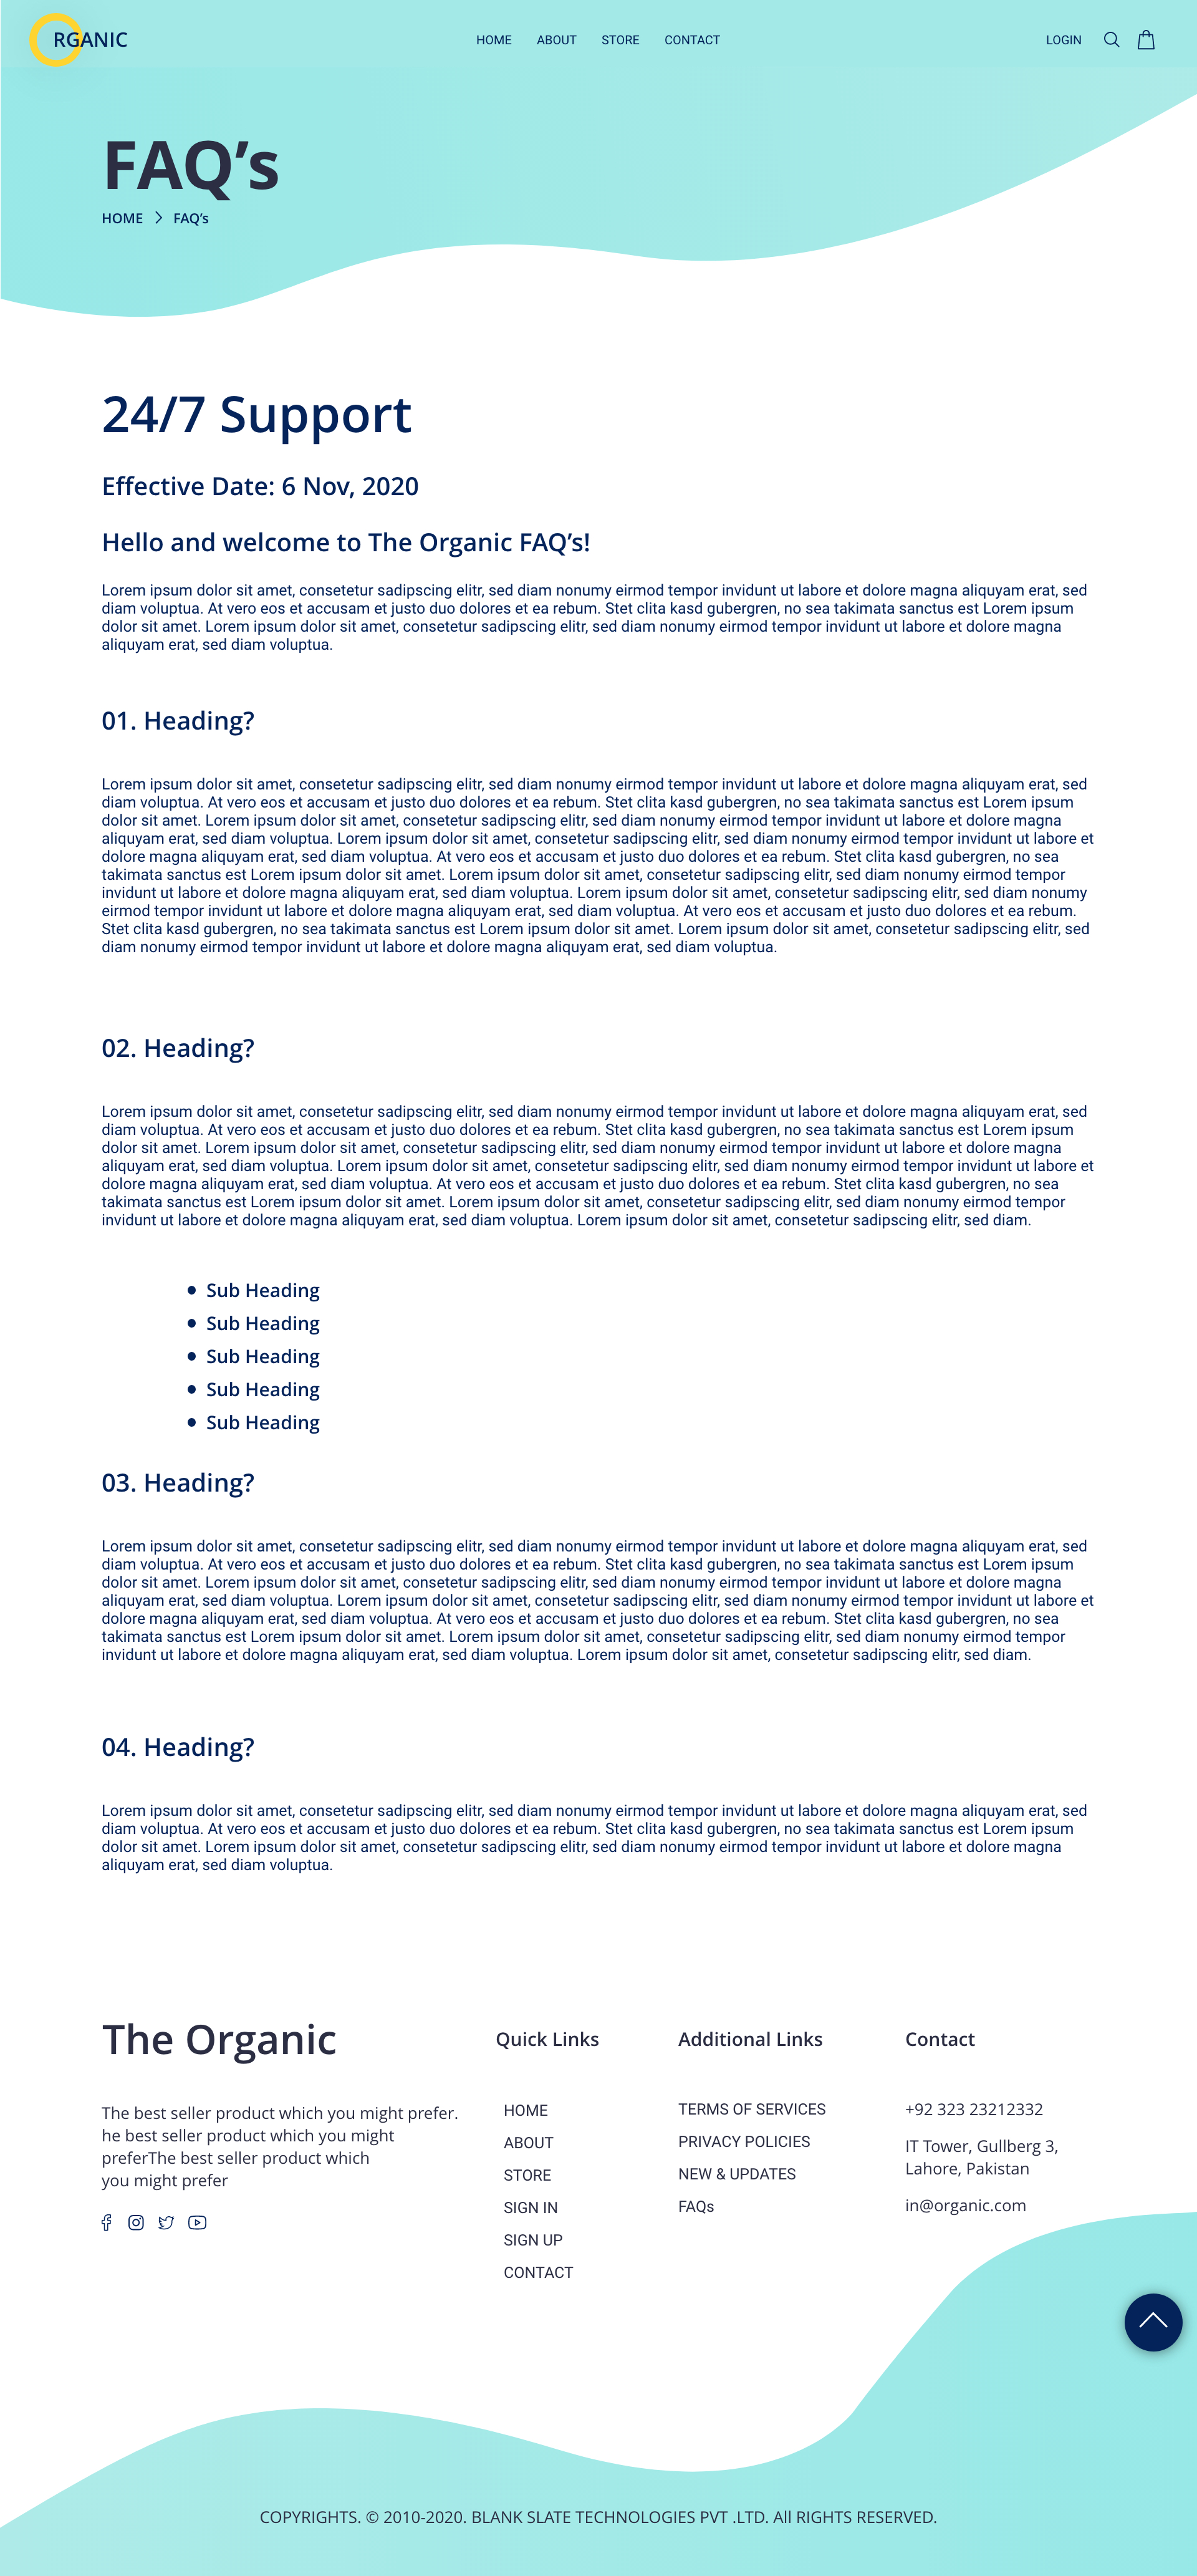 RGANIC
HOME ABOUT STORE CONTACT
LOGIN
FAQ’s
HOME FAQ’s
24/7 Support
Effective Date: 6 Nov, 2020
Hello and welcome to The Organic FAQ’s!
Lorem ipsum dolor sit amet, consetetur sadipscing elitr, sed diam nonumy eirmod tempor invidunt ut labore et dolore magna aliquyam erat, sed
diam voluptua. At vero eos et accusam et justo duo dolores et ea rebum. Stet clita kasd gubergren, no sea takimata sanctus est Lorem ipsum
dolor sit amet. Lorem ipsum dolor sit amet, consetetur sadipscing elitr, sed diam nonumy eirmod tempor invidunt ut labore et dolore magna
aliquyam erat, sed diam voluptua.
01. Heading?
Lorem ipsum dolor sit amet, consetetur sadipscing elitr, sed diam nonumy eirmod tempor invidunt ut labore et dolore magna aliquyam erat, sed
diam voluptua. At vero eos et accusam et justo duo dolores et ea rebum. Stet clita kasd gubergren, no sea takimata sanctus est Lorem ipsum
dolor sit amet. Lorem ipsum dolor sit amet, consetetur sadipscing elitr, sed diam nonumy eirmod tempor invidunt ut labore et dolore magna
aliquyam erat, sed diam voluptua. Lorem ipsum dolor sit amet, consetetur sadipscing elitr, sed diam nonumy eirmod tempor invidunt ut labore et
dolore magna aliquyam erat, sed diam voluptua. At vero eos et accusam et justo duo dolores et ea rebum. Stet clita kasd gubergren, no sea
takimata sanctus est Lorem ipsum dolor sit amet. Lorem ipsum dolor sit amet, consetetur sadipscing elitr, sed diam nonumy eirmod tempor
invidunt ut labore et dolore magna aliquyam erat, sed diam voluptua. Lorem ipsum dolor sit amet, consetetur sadipscing elitr, sed diam nonumy
eirmod tempor invidunt ut labore et dolore magna aliquyam erat, sed diam voluptua. At vero eos et accusam et justo duo dolores et ea rebum.
Stet clita kasd gubergren, no sea takimata sanctus est Lorem ipsum dolor sit amet. Lorem ipsum dolor sit amet, consetetur sadipscing elitr, sed
diam nonumy eirmod tempor invidunt ut labore et dolore magna aliquyam erat, sed diam voluptua.
02. Heading?
Lorem ipsum dolor sit amet, consetetur sadipscing elitr, sed diam nonumy eirmod tempor invidunt ut labore et dolore magna aliquyam erat, sed
diam voluptua. At vero eos et accusam et justo duo dolores et ea rebum. Stet clita kasd gubergren, no sea takimata sanctus est Lorem ipsum
dolor sit amet. Lorem ipsum dolor sit amet, consetetur sadipscing elitr, sed diam nonumy eirmod tempor invidunt ut labore et dolore magna
aliquyam erat, sed diam voluptua. Lorem ipsum dolor sit amet, consetetur sadipscing elitr, sed diam nonumy eirmod tempor invidunt ut labore et
dolore magna aliquyam erat, sed diam voluptua. At vero eos et accusam et justo duo dolores et ea rebum. Stet clita kasd gubergren, no sea
takimata sanctus est Lorem ipsum dolor sit amet. Lorem ipsum dolor sit amet, consetetur sadipscing elitr, sed diam nonumy eirmod tempor
invidunt ut labore et dolore magna aliquyam erat, sed diam voluptua. Lorem ipsum dolor sit amet, consetetur sadipscing elitr, sed diam.
• Sub Heading
• Sub Heading
• Sub Heading
• Sub Heading
• Sub Heading
03. Heading?
Lorem ipsum dolor sit amet, consetetur sadipscing elitr, sed diam nonumy eirmod tempor invidunt ut labore et dolore magna aliquyam erat, sed
diam voluptua. At vero eos et accusam et justo duo dolores et ea rebum. Stet clita kasd gubergren, no sea takimata sanctus est Lorem ipsum
dolor sit amet. Lorem ipsum dolor sit amet, consetetur sadipscing elitr, sed diam nonumy eirmod tempor invidunt ut labore et dolore magna
aliquyam erat, sed diam voluptua. Lorem ipsum dolor sit amet, consetetur sadipscing elitr, sed diam nonumy eirmod tempor invidunt ut labore et
dolore magna aliquyam erat, sed diam voluptua. At vero eos et accusam et justo duo dolores et ea rebum. Stet clita kasd gubergren, no sea
takimata sanctus est Lorem ipsum dolor sit amet. Lorem ipsum dolor sit amet, consetetur sadipscing elitr, sed diam nonumy eirmod tempor
invidunt ut labore et dolore magna aliquyam erat, sed diam voluptua. Lorem ipsum dolor sit amet, consetetur sadipscing elitr, sed diam.
04. Heading?
Lorem ipsum dolor sit amet, consetetur sadipscing elitr, sed diam nonumy eirmod tempor invidunt ut labore et dolore magna aliquyam erat, sed
diam voluptua. At vero eos et accusam et justo duo dolores et ea rebum. Stet clita kasd gubergren, no sea takimata sanctus est Lorem ipsum
dolor sit amet. Lorem ipsum dolor sit amet, consetetur sadipscing elitr, sed diam nonumy eirmod tempor invidunt ut labore et dolore magna
aliquyam erat, sed diam voluptua.
The Organic
The best seller product which you might prefer.
he best seller product which you might
preferThe best seller product which
you might prefer
Quick Links
HOME
ABOUT
STORE
SIGN IN
SIGN UP
CONTACT
Additional Links
TERMS OF SERVICES
PRIVACY POLICIES
NEW & UPDATES
FAQs
Contact
+92 323 23212332
IT Tower, Gullberg 3,
Lahore, Pakistan
in@organic.com
COPYRIGHTS. © 2010-2020. BLANK SLATE TECHNOLOGIES PVT .LTD. All RIGHTS RESERVED.